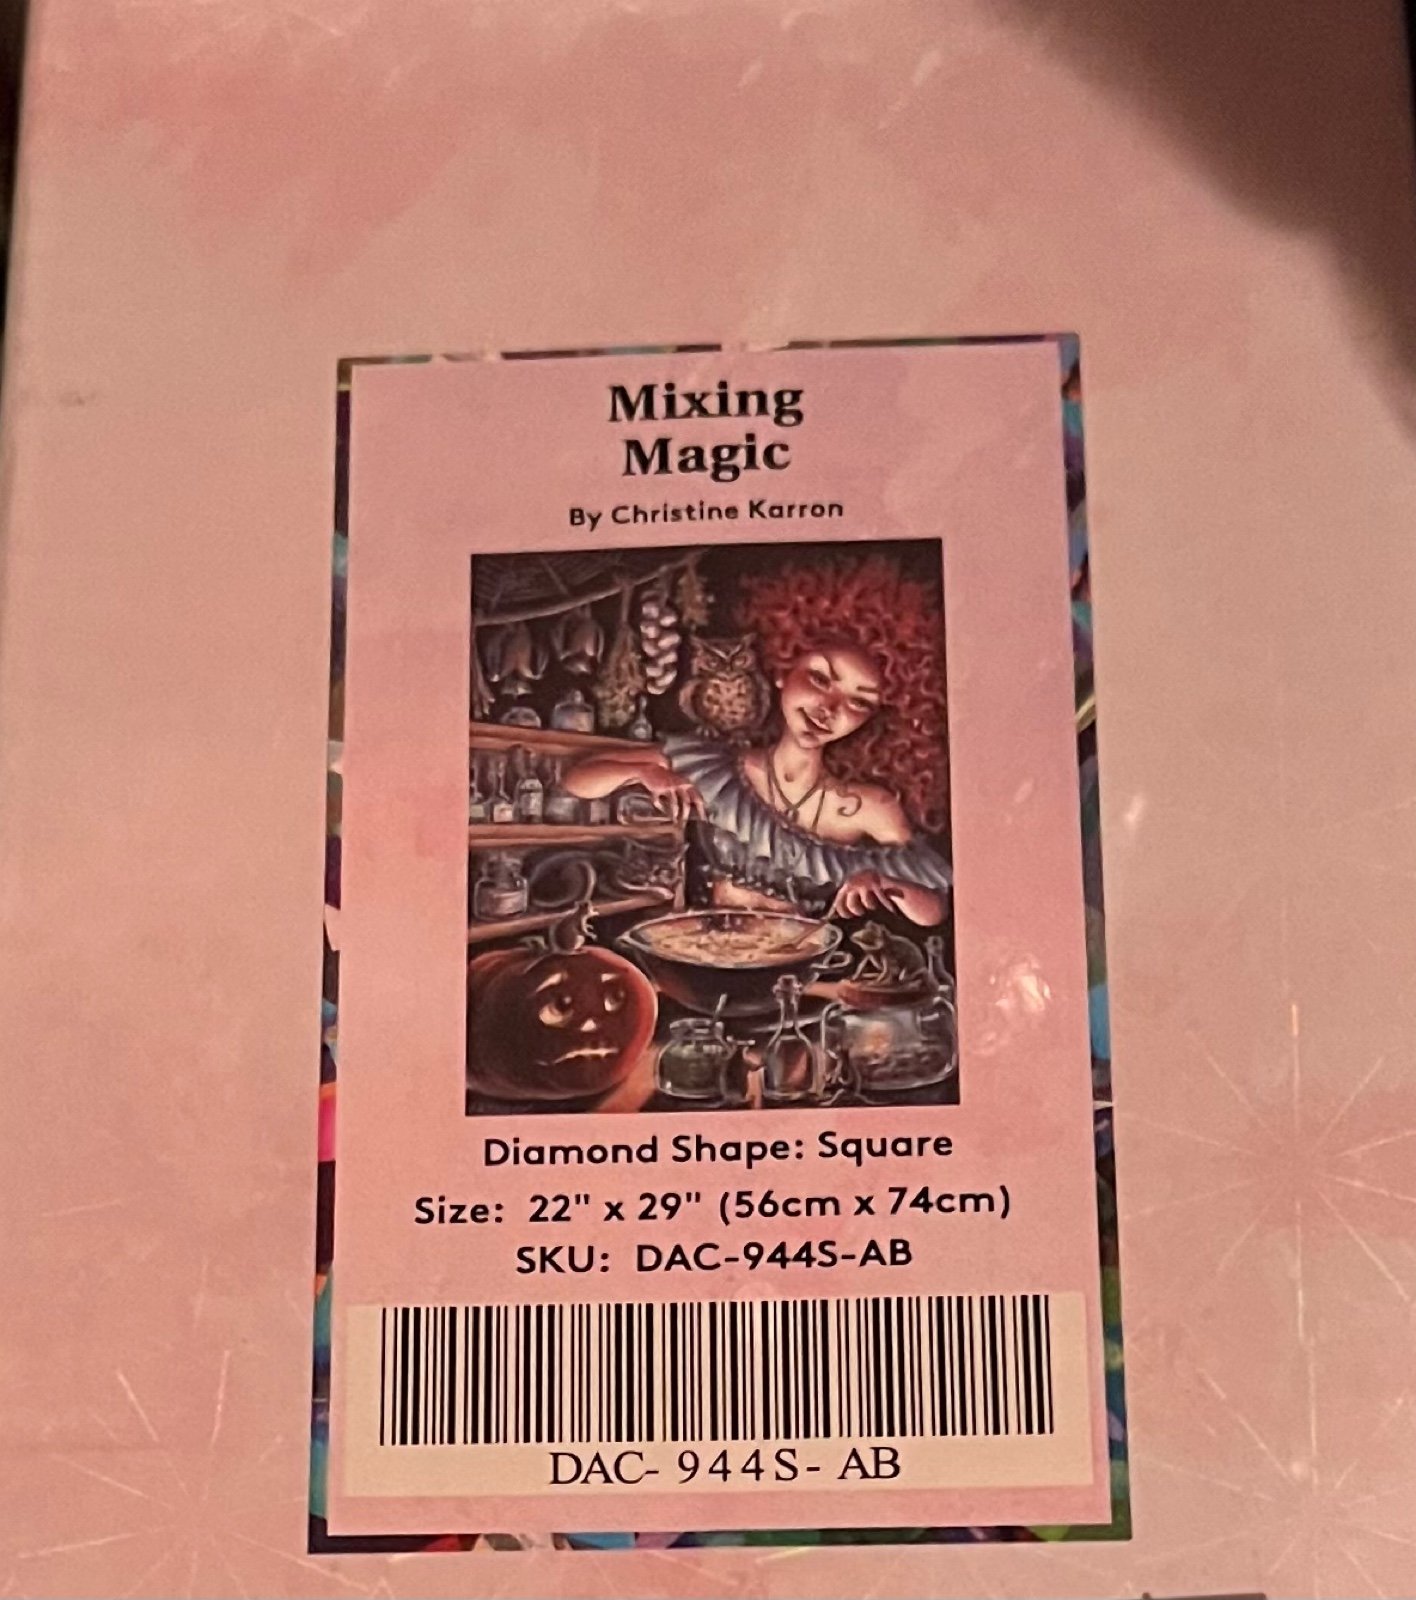 Mixing
Magic
By Christine Karron
Diamond Shape: Square
Size: 22" x 29" (56cm x 74cm)
SKU: DAC-944S-AB
DAC- 944S- AB